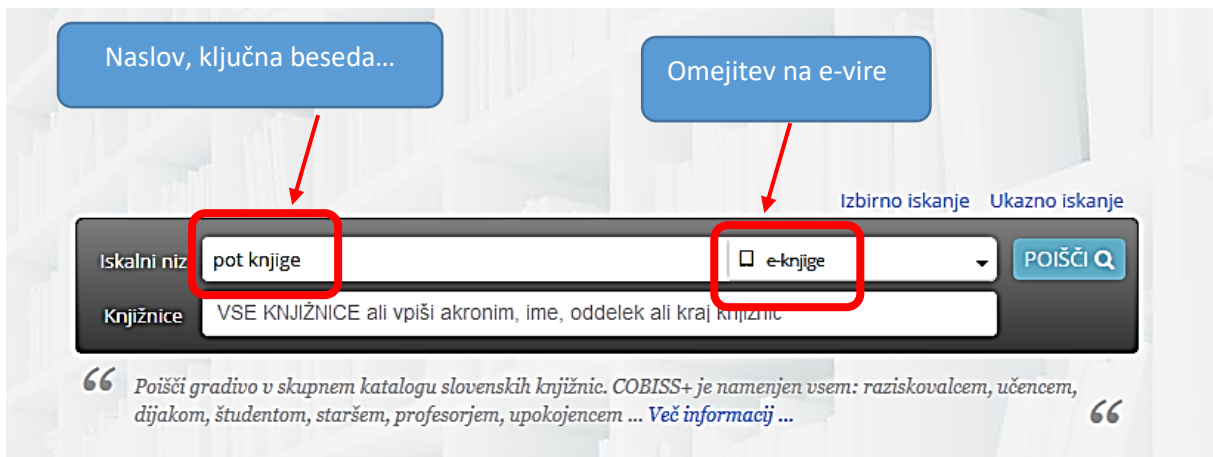 Naslov, ključna beseda…
Omejitev na e-vire
Izbirno iskanje Ukazno iskanje
Iskalni niz pot knjige e-knjige POIŠČI
Knjižnice VSE KNJIŽNICE ali vpiši akronim, ime, oddelek ali kraj knjižnic
Poišči gradivo v skupnem katalogu slovenskih knjižnic. COBISS+ je namenjen vsem: raziskovalcem, učencem,
dijakom, študentom, staršem, profesorjem, upokojencem ... Več informacij ...